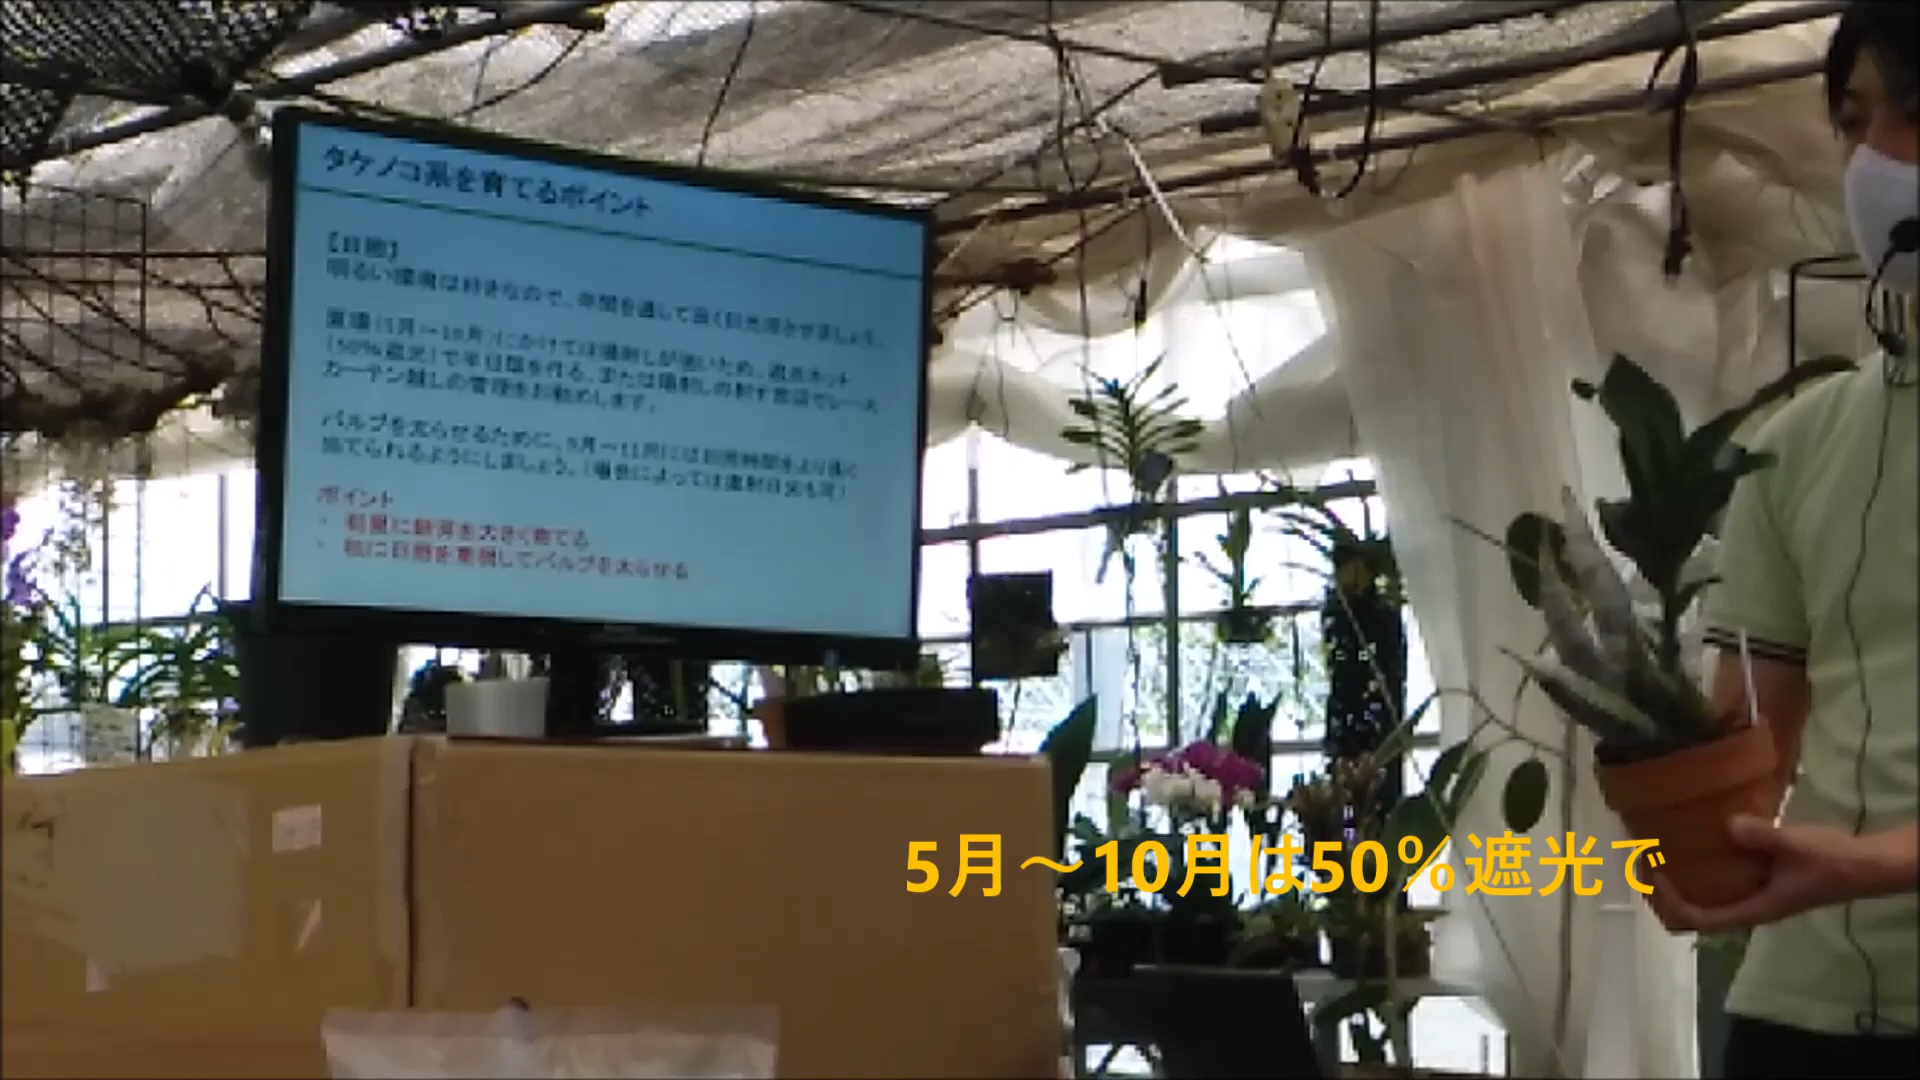 タケノコ系を育てるポイント
【日照】
明るい環境は好きなので、年間を通して良く日光浴させましょう。
夏場(5月〜10月)にかけては陽射しが強いため、遮光ネット
(50%遮光)で半日陰を作る、または陽射しの射す窓辺でレース
カーテン越しの管理をお勧めします。
バルブを太らせるために、9月〜11月には日照時間をより長く
当てられるようにしましょう。(場合によっては直射日光も可)
ポイント
・ 初夏に新芽を大きく育てる
・ 秋に日照を重視してバルブを太らせる
5月〜10月は50%遮光で